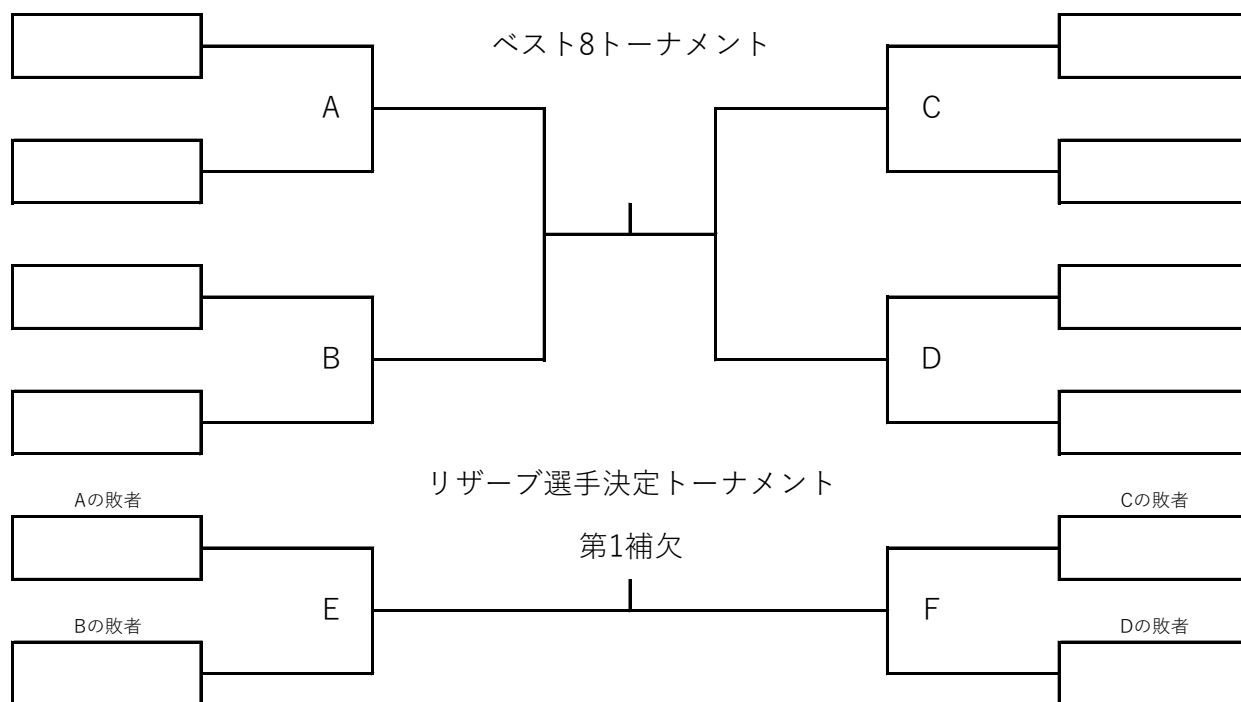 ベスト8トーナメント
A
C
B
D
リザーブ選手決定トーナメント
Aの敗者
Cの敗者
第1補欠
E
F
Bの敗者
Dの敗者